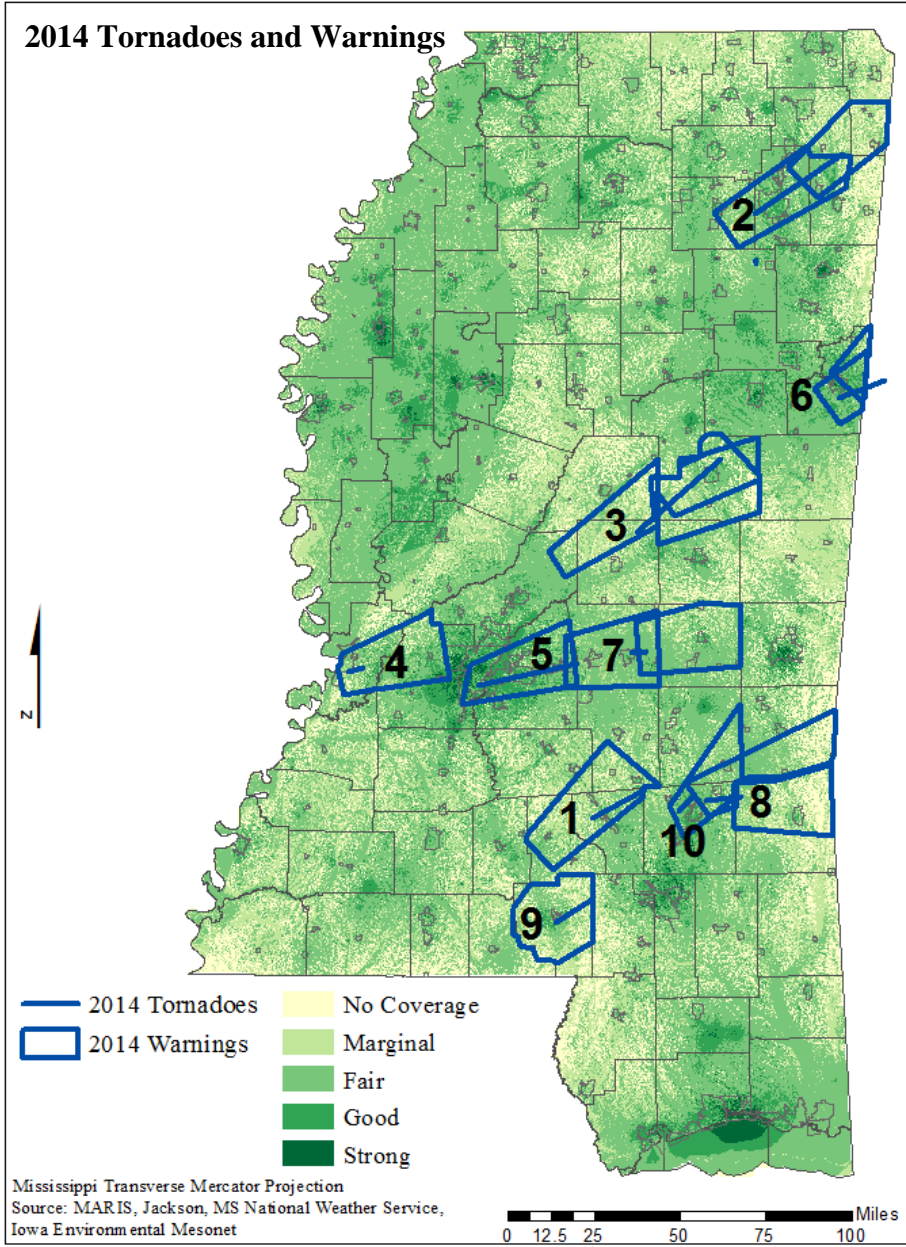 2014 Tornadoes and Warnings
2
6
3
4
5
7
1
8
10
9
N
2014 Tornadoes
2014 Warnings
No Coverage
Marginal
Fair
Good
Strong
Mississippi Transverse Mercator Projection
Source: MARIS, Jackson, MS National Weather Service,
Iowa Environmental Mesonet
Miles
0 12.5 25 50 75 100